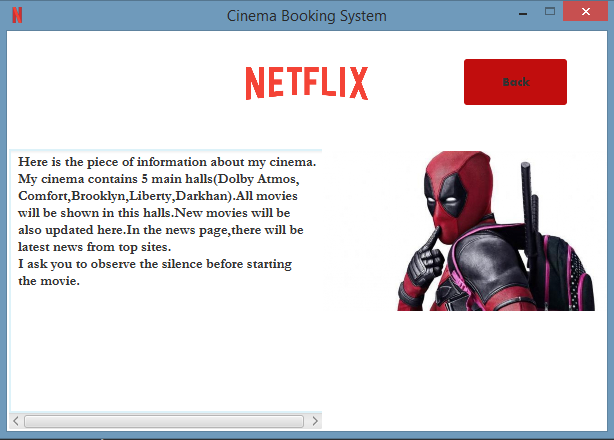 Cinema Booking System
NETFLIX
Back
Here is the piece of information about my cinema.
My cinema contains 5 main halls(Dolby Atmos,
Comfort,Brooklyn,Liberty,Darkhan).All movies
will be shown in this halls.New movies will be
also updated here.In the news page,there will be
latest news from top sites.
I ask you to observe the silence before starting
the movie.